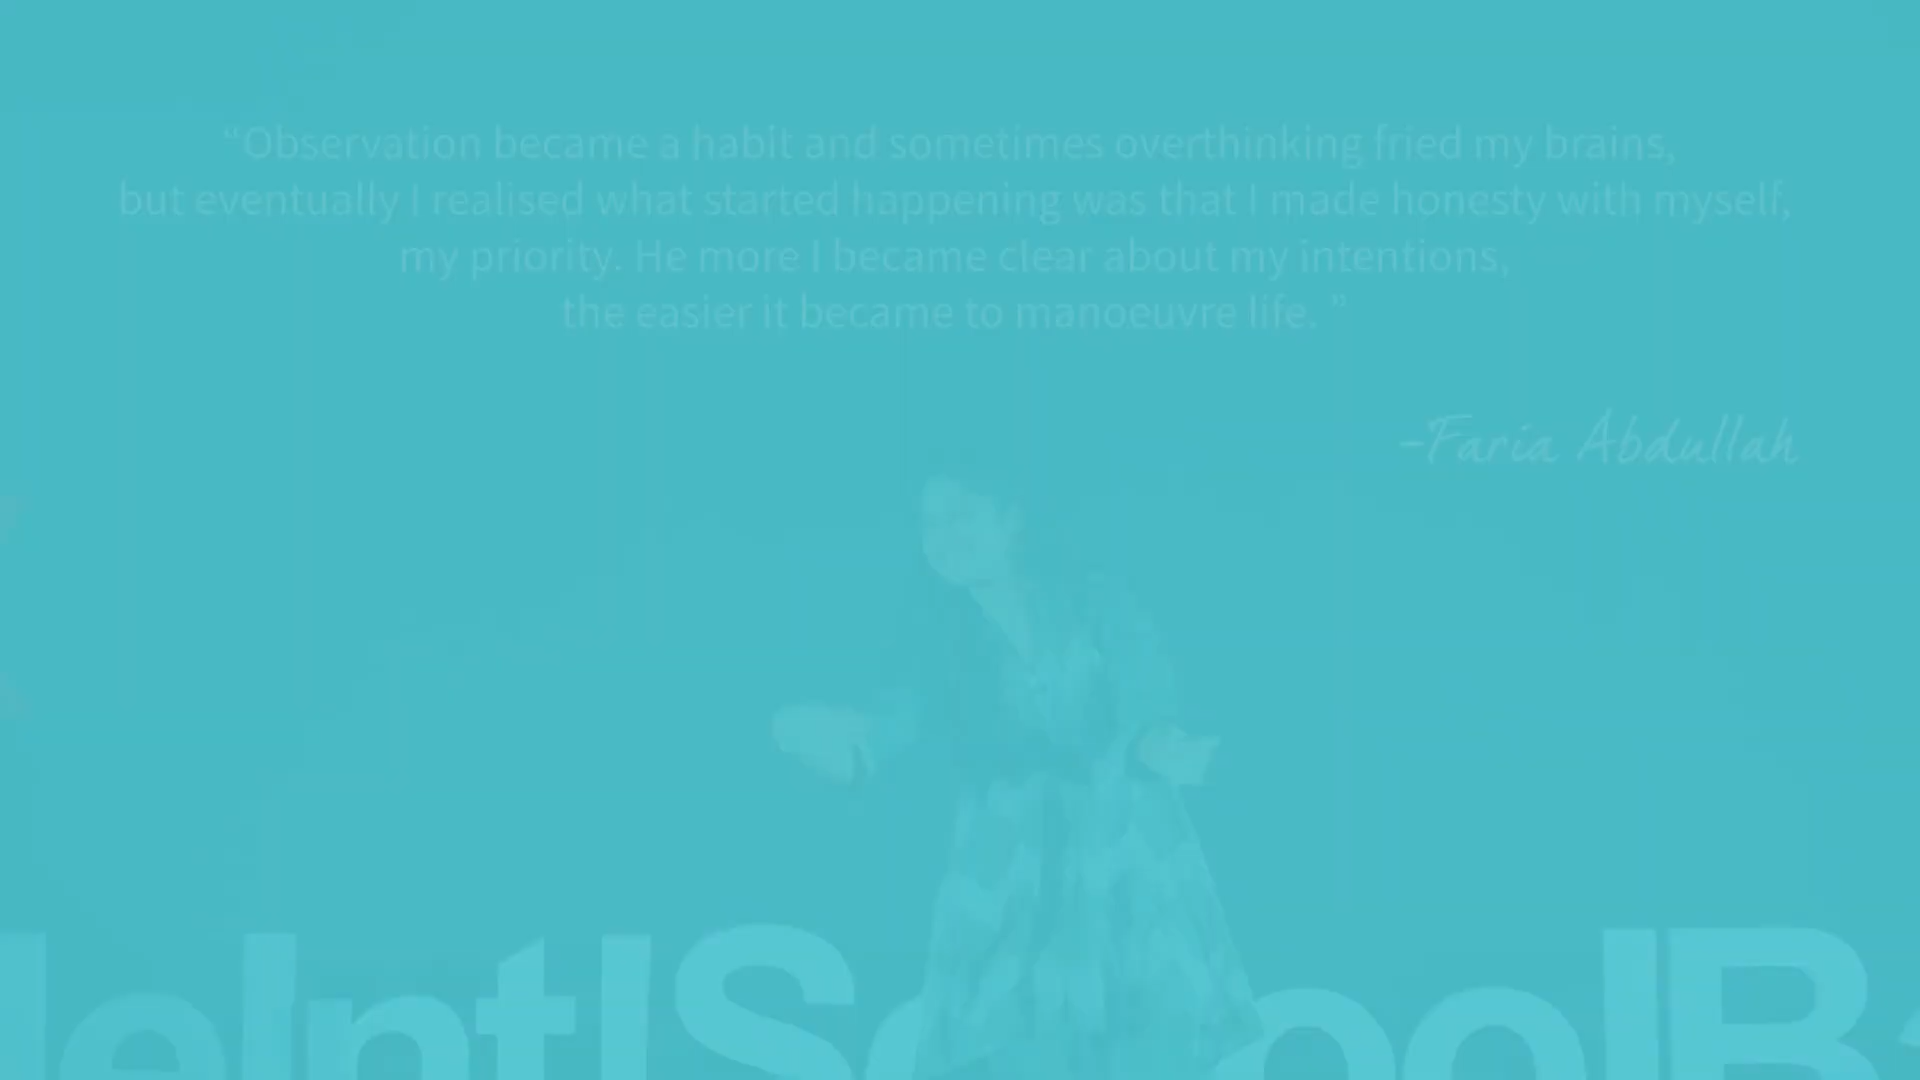 “Observation became a habit and sometimes overthinking fried my brains,
but eventually I realised what started happening was that I made honesty with myself,
my priority. He more I became clear about my intentions,
the easier it became to manoeuvre life. ”
-Faria Abdullah
leIntlS oolB